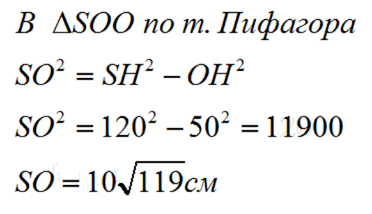 В ΔSOO по т. Пифагора
SO² = SH² − OH²
SO² = 120² − 50² = 11900
SO = 10√119см